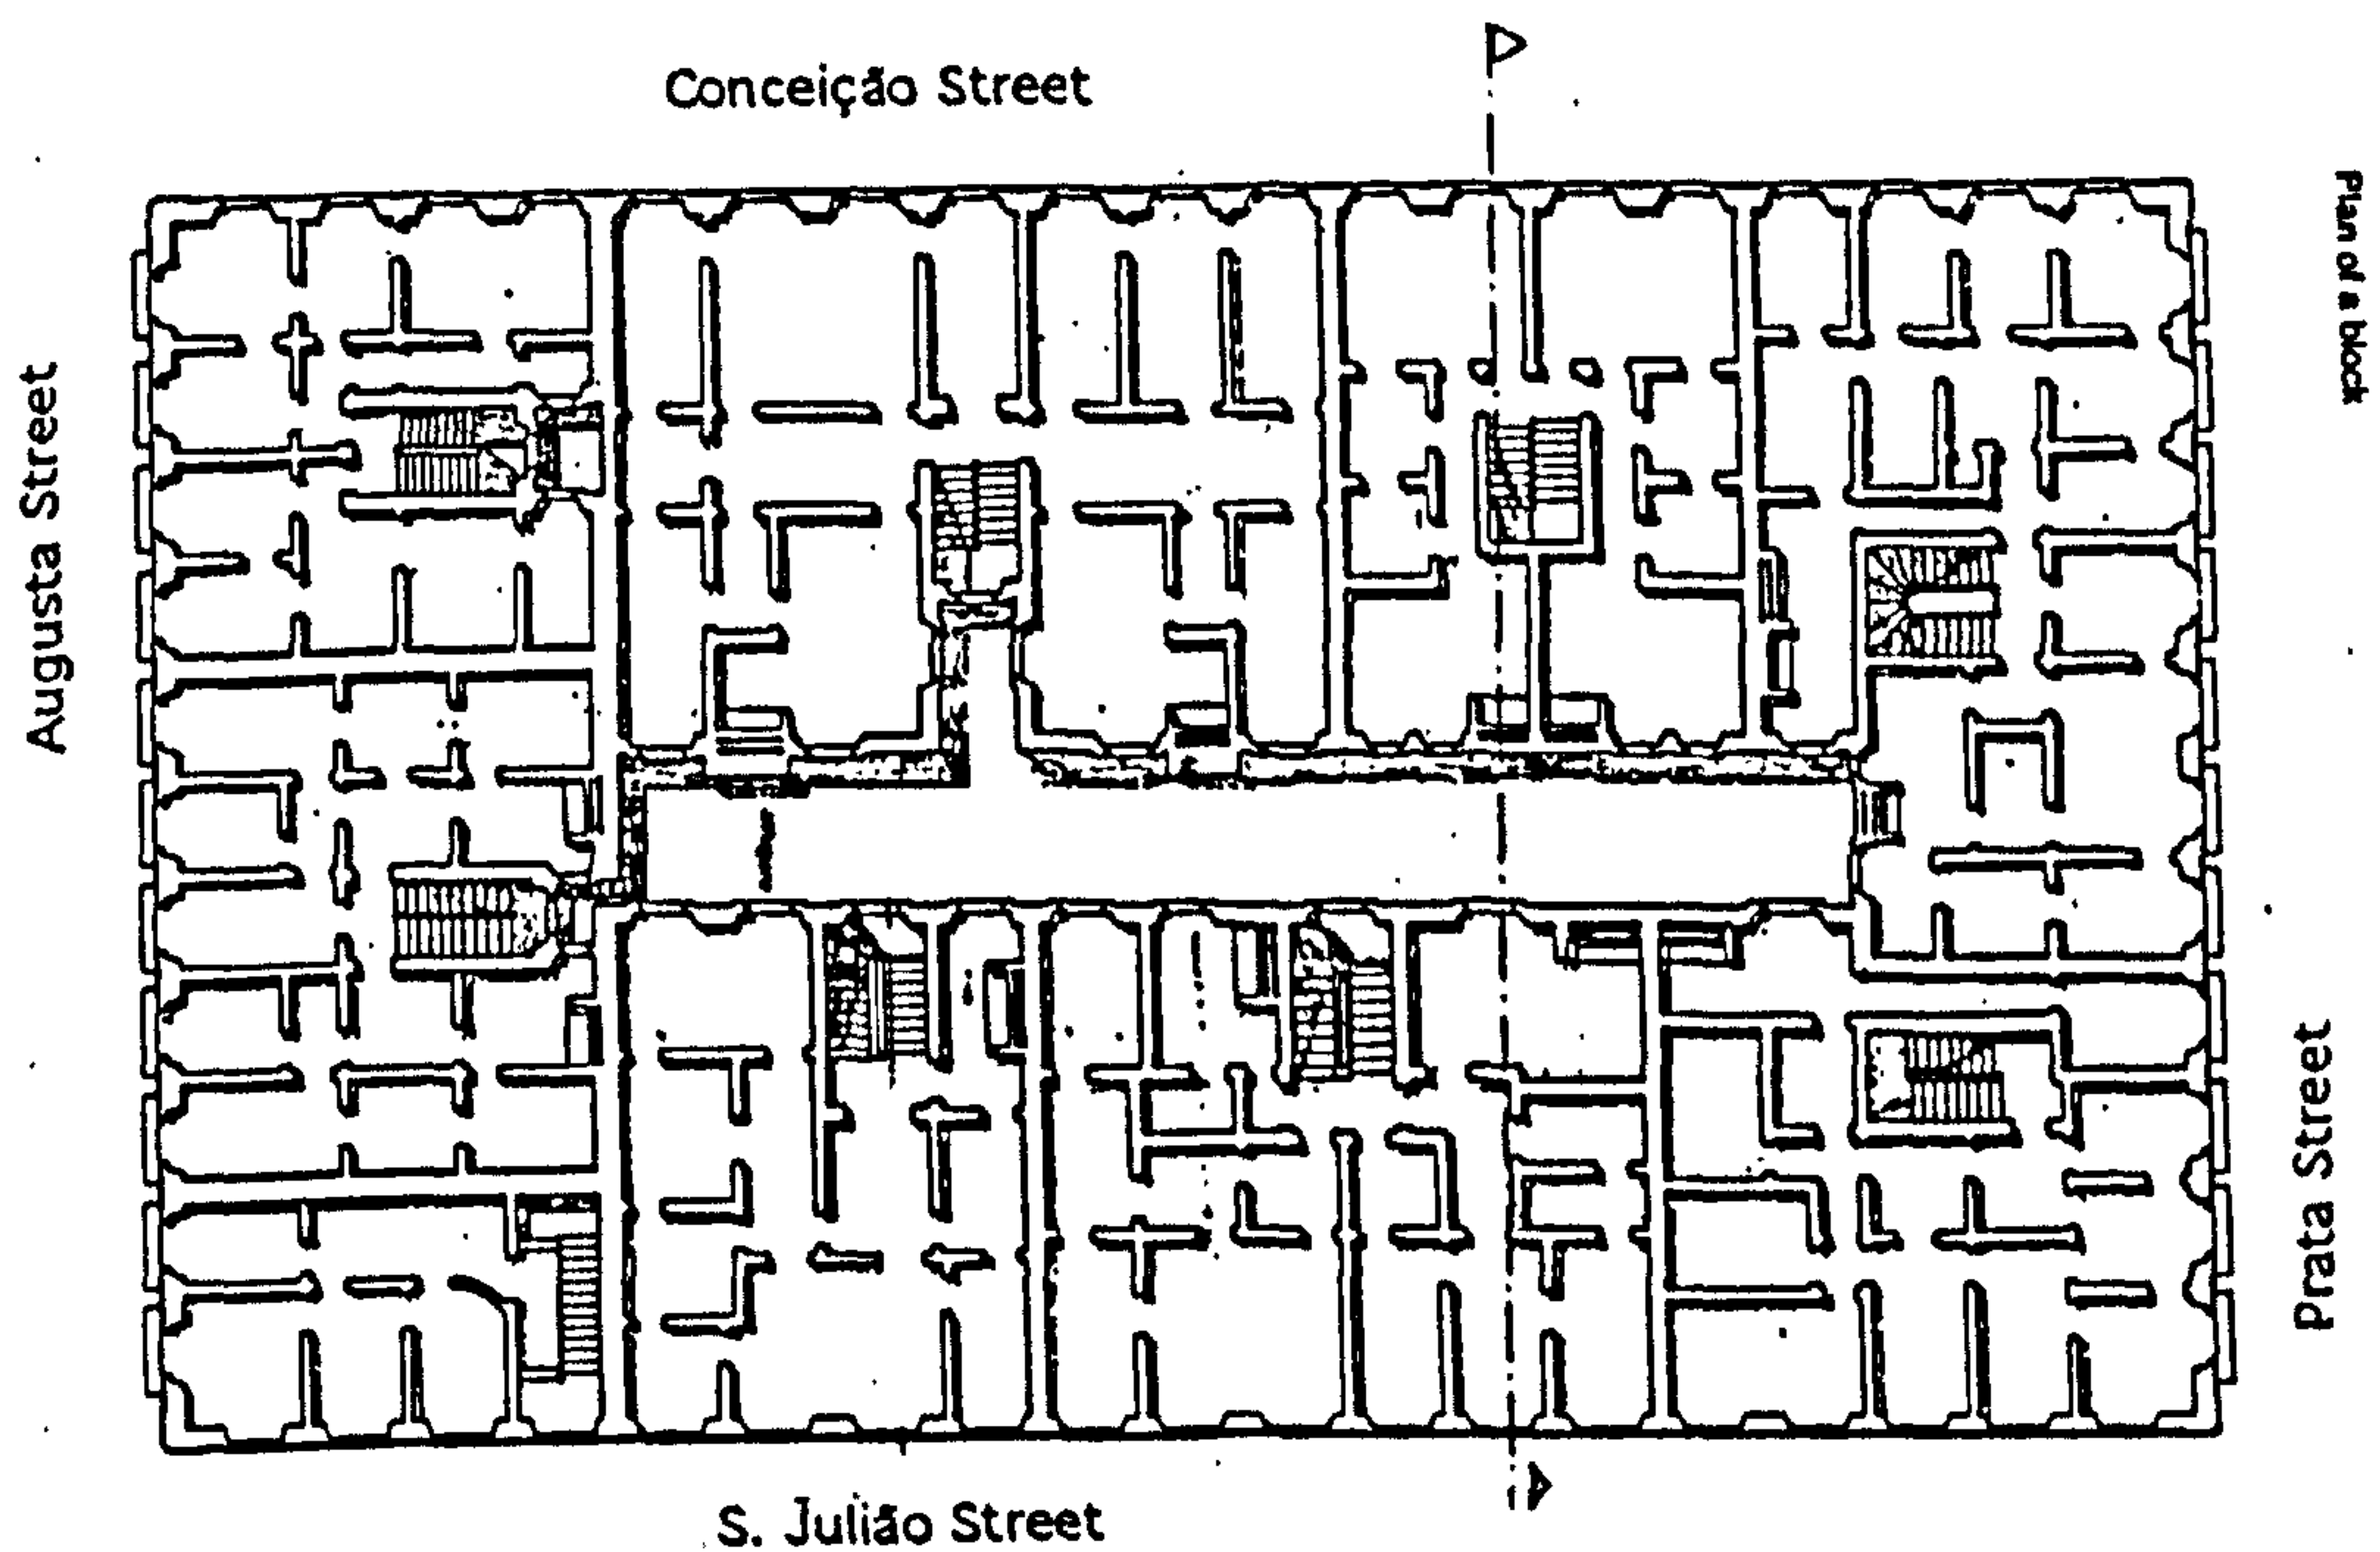 Conceição Street
Plan of a block
Augusta Street
Prata Street
S. Julião Street